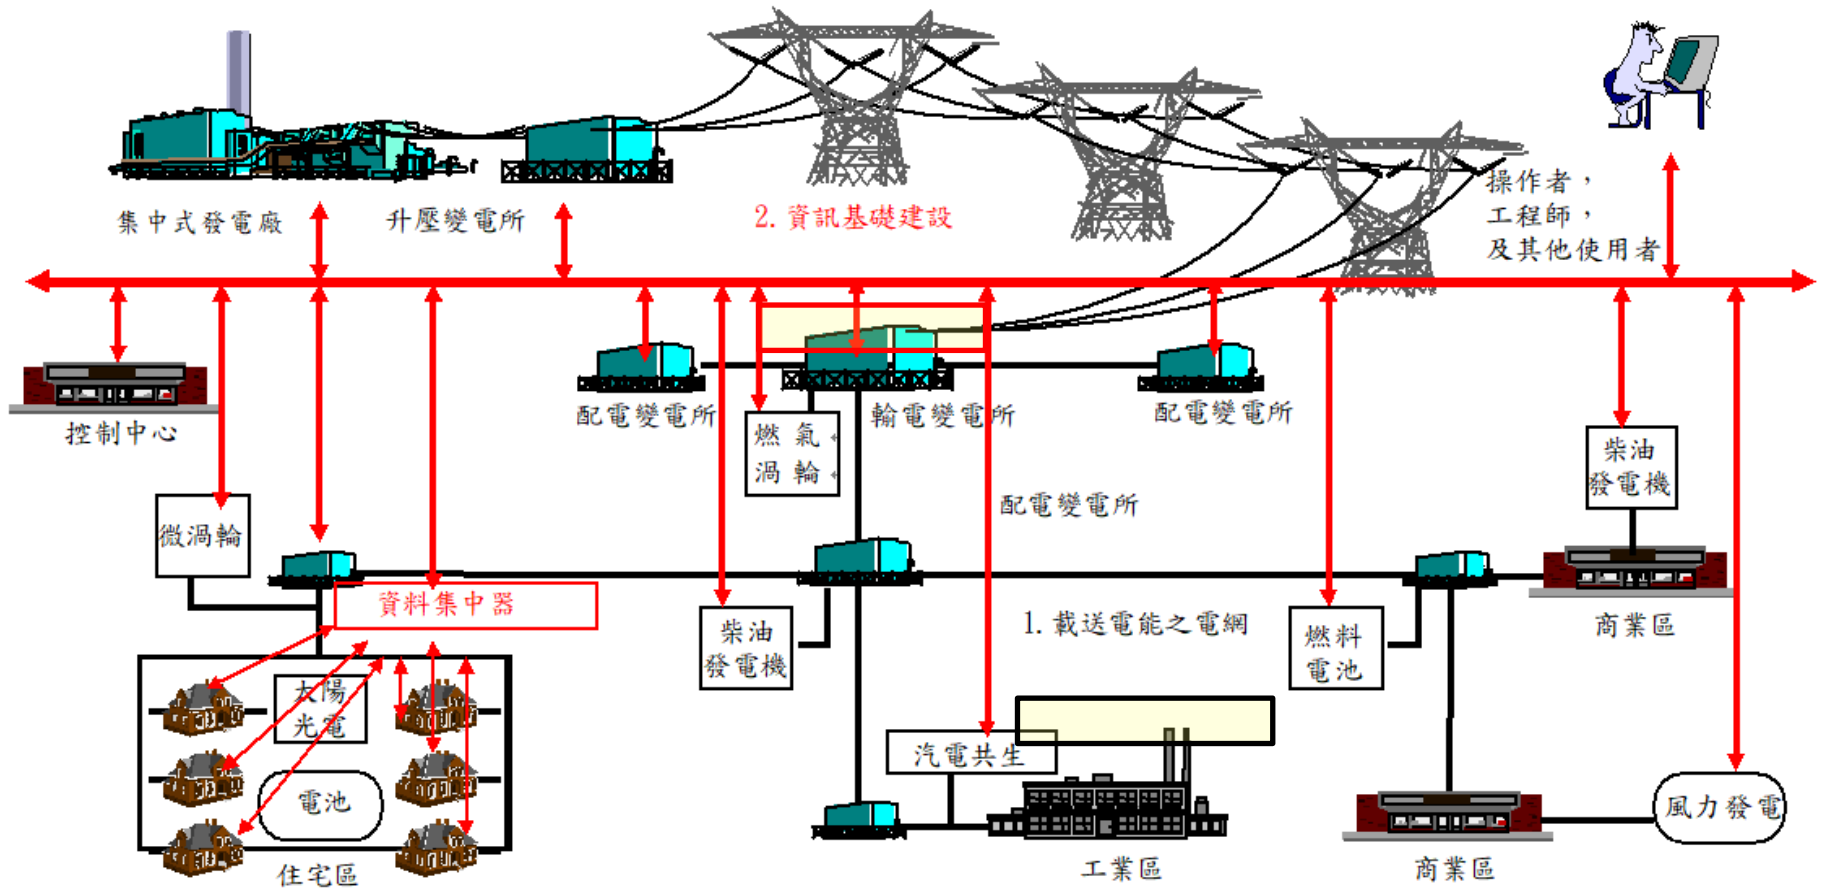 集中式發電廠
升壓變電所
2. 資訊基礎建設
操作者，
工程師，
及其他使用者
控制中心
配電變電所
輸電變電所
配電變電所
燃氣
渦輪
柴油
發電機
微渦輪
配電變電所
資料集中器
柴油
發電機
1. 載送電能之電網
燃料
電池
商業區
太陽
光電
電池
住宅區
汽電共生
工業區
商業區
風力發電